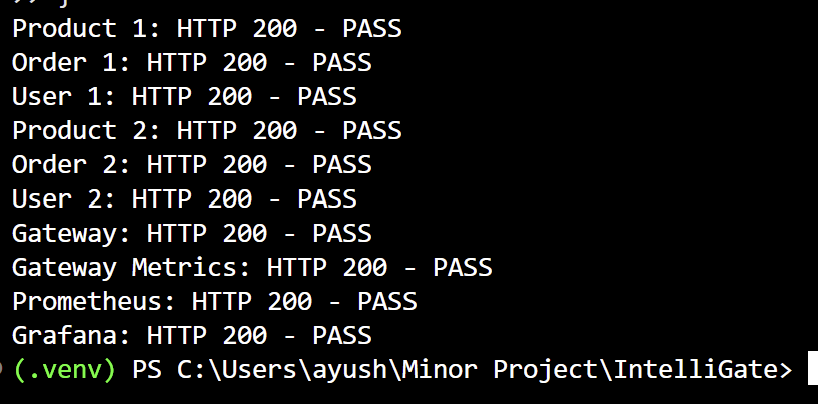 Product 1: HTTP 200 - PASS
Order 1: HTTP 200 - PASS
User 1: HTTP 200 - PASS
Product 2: HTTP 200 - PASS
Order 2: HTTP 200 - PASS
User 2: HTTP 200 - PASS
Gateway: HTTP 200 - PASS
Gateway Metrics: HTTP 200 - PASS
Prometheus: HTTP 200 - PASS
Grafana: HTTP 200 - PASS
(.venv) PS C:\Users\ayush\Minor Project\IntelliGate>